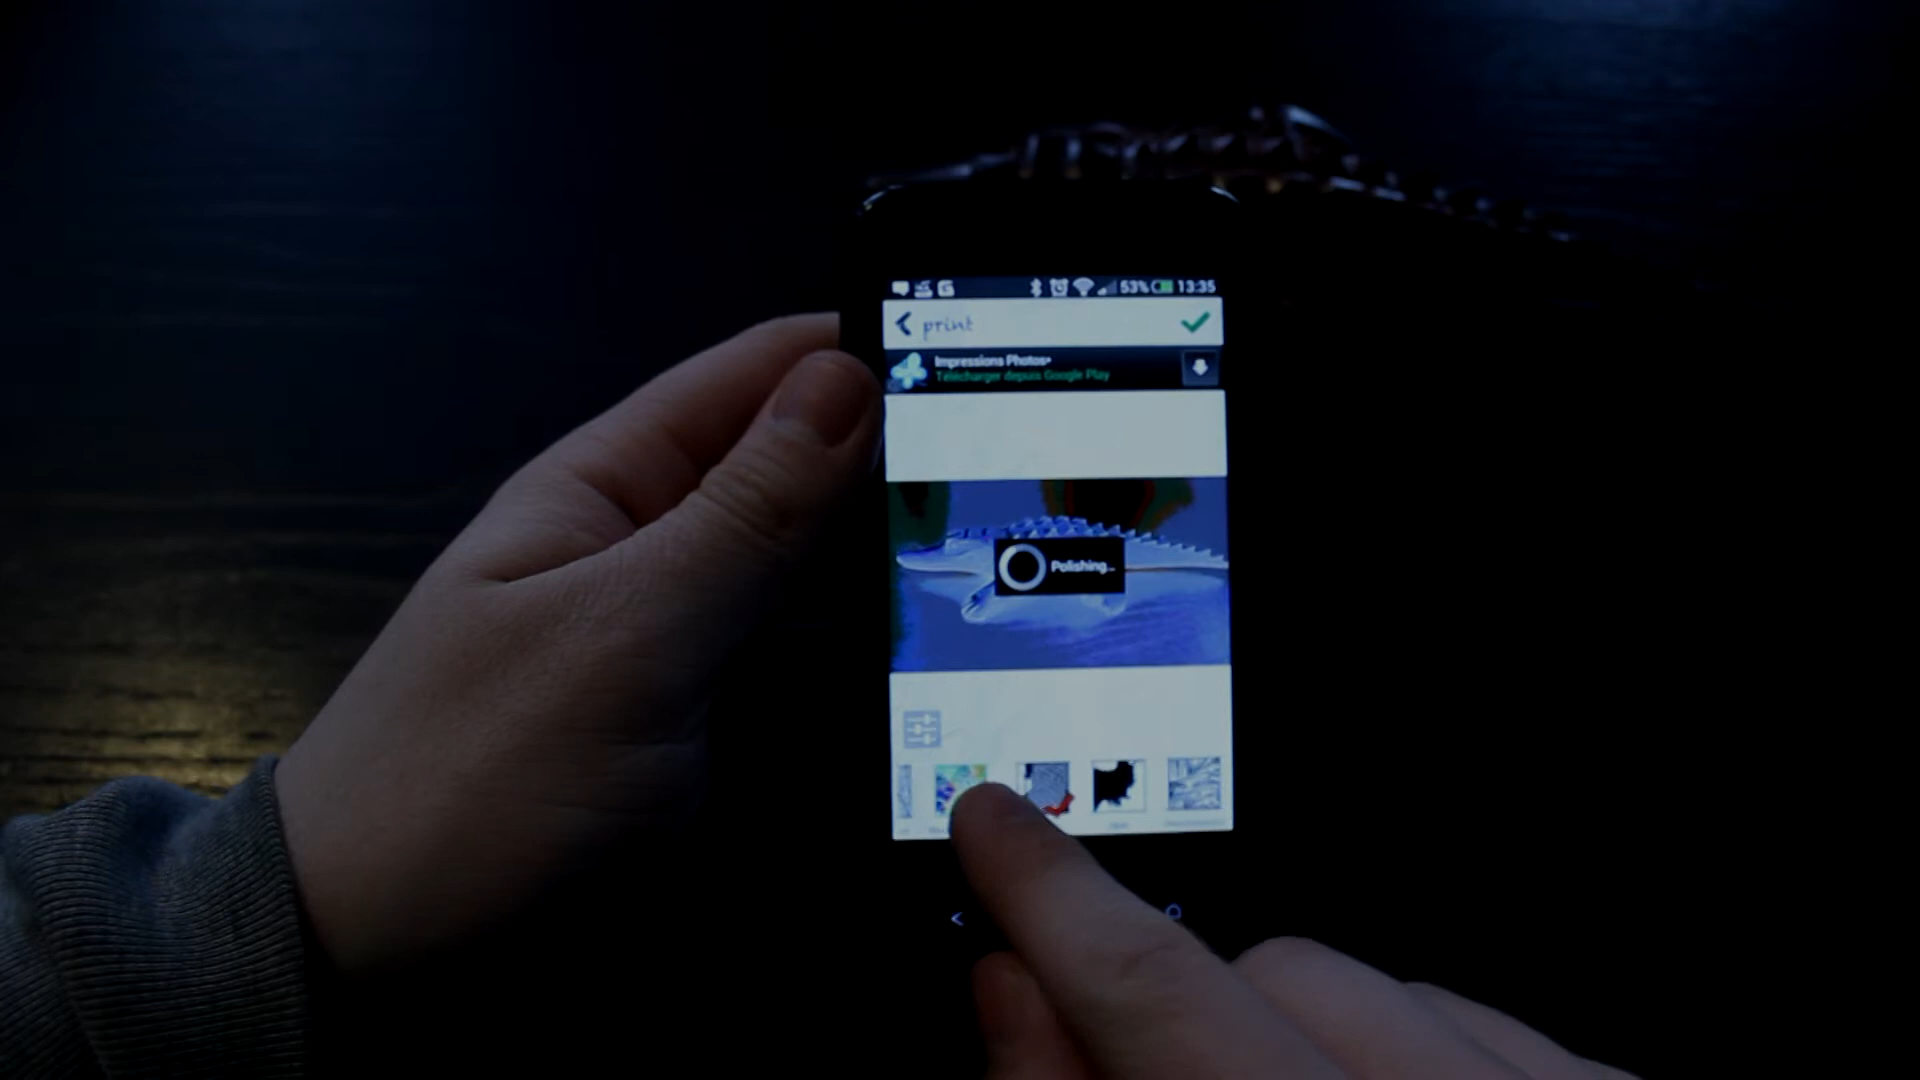 53% 13:35
print
Impressions Photos
Télécharger depuis Google Play
Polishing...